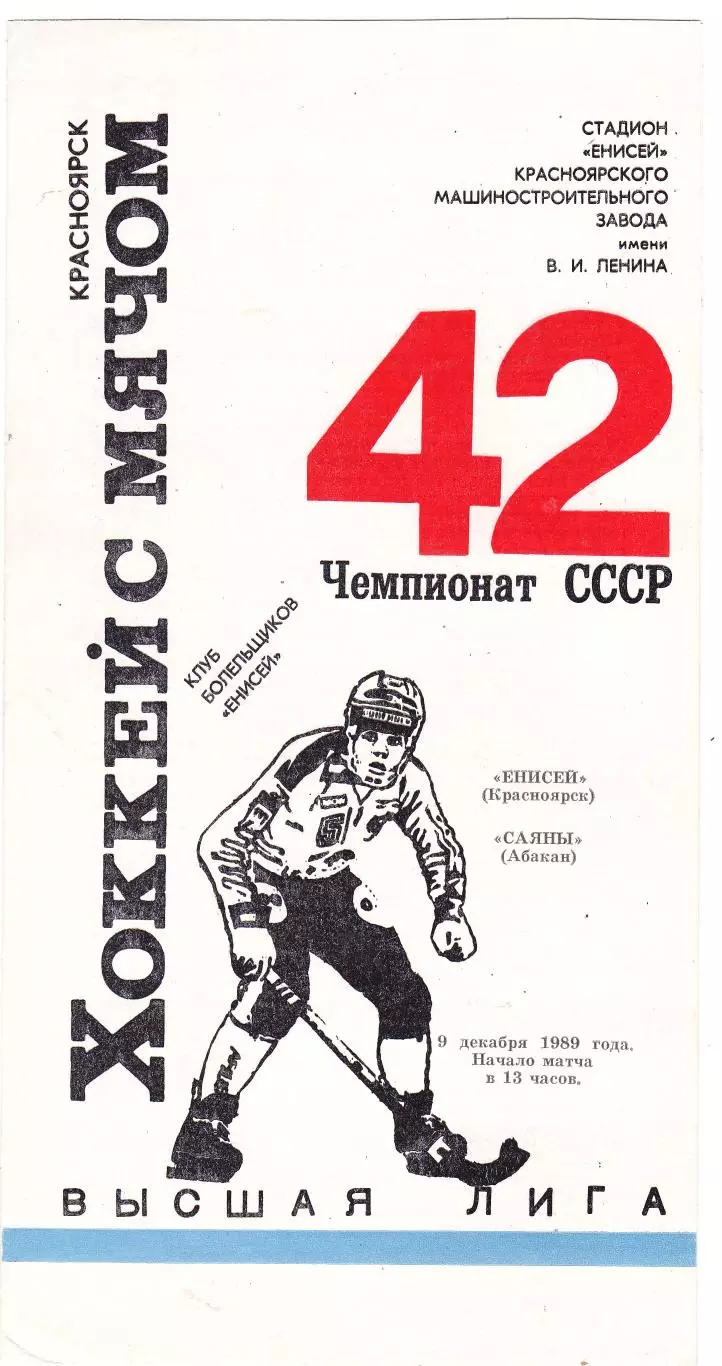 КРАСНОЯРСК
ХОККЕЙ С МЯЧОМ
СТАДИОН
«ЕНИСЕЙ»
КРАСНОЯРСКОГО
МАШИНОСТРОИТЕЛЬНОГО
ЗАВОДА
имени
В. И. ЛЕНИНА
42
Чемпионат СССР
КЛУБ
БОЛЕЛЬЩИКОВ
«ЕНИСЕЙ»
«ЕНИСЕЙ»
(Красноярск)
«САЯНЫ»
(Абакан)
9 декабря 1989 года.
Начало матча
в 13 часов.
ВЫСШАЯ ЛИГА